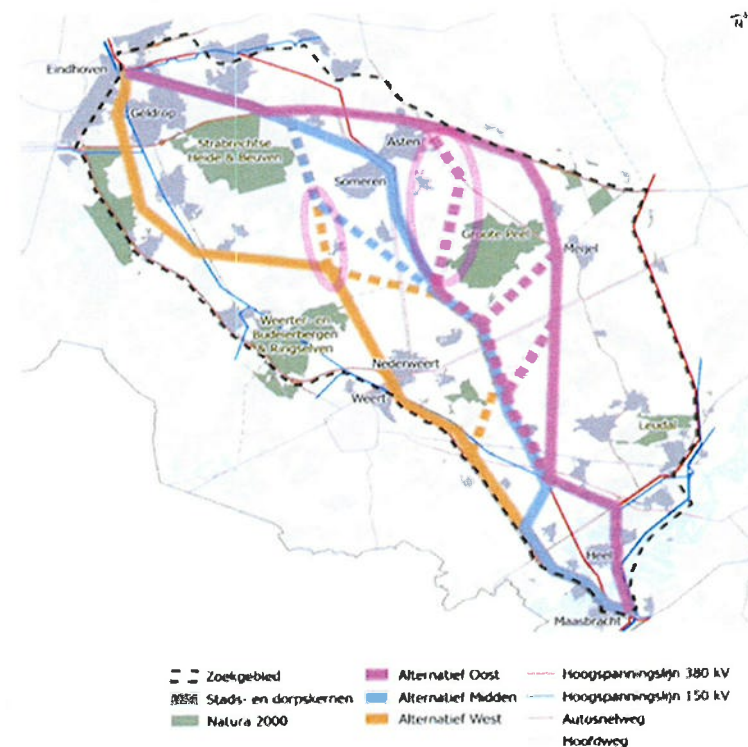 N
Eindhoven
Geldrop
Strabrechtse
Heide & Beuven
Asten
Someren
Groote Peel
Meijel
Weerter- en
Budelerbergen
& Ringselven
Nederweert
Weert
Leudal
Heel
Maasbracht
Zoekgebied
Stads- en dorpskernen
Natura 2000
Alternatief Oost
Alternatief Midden
Alternatief West
Hoogspanningslijn 380 kV
Hoogspanningslijn 150 kV
Autosnelweg
Hoofdweg